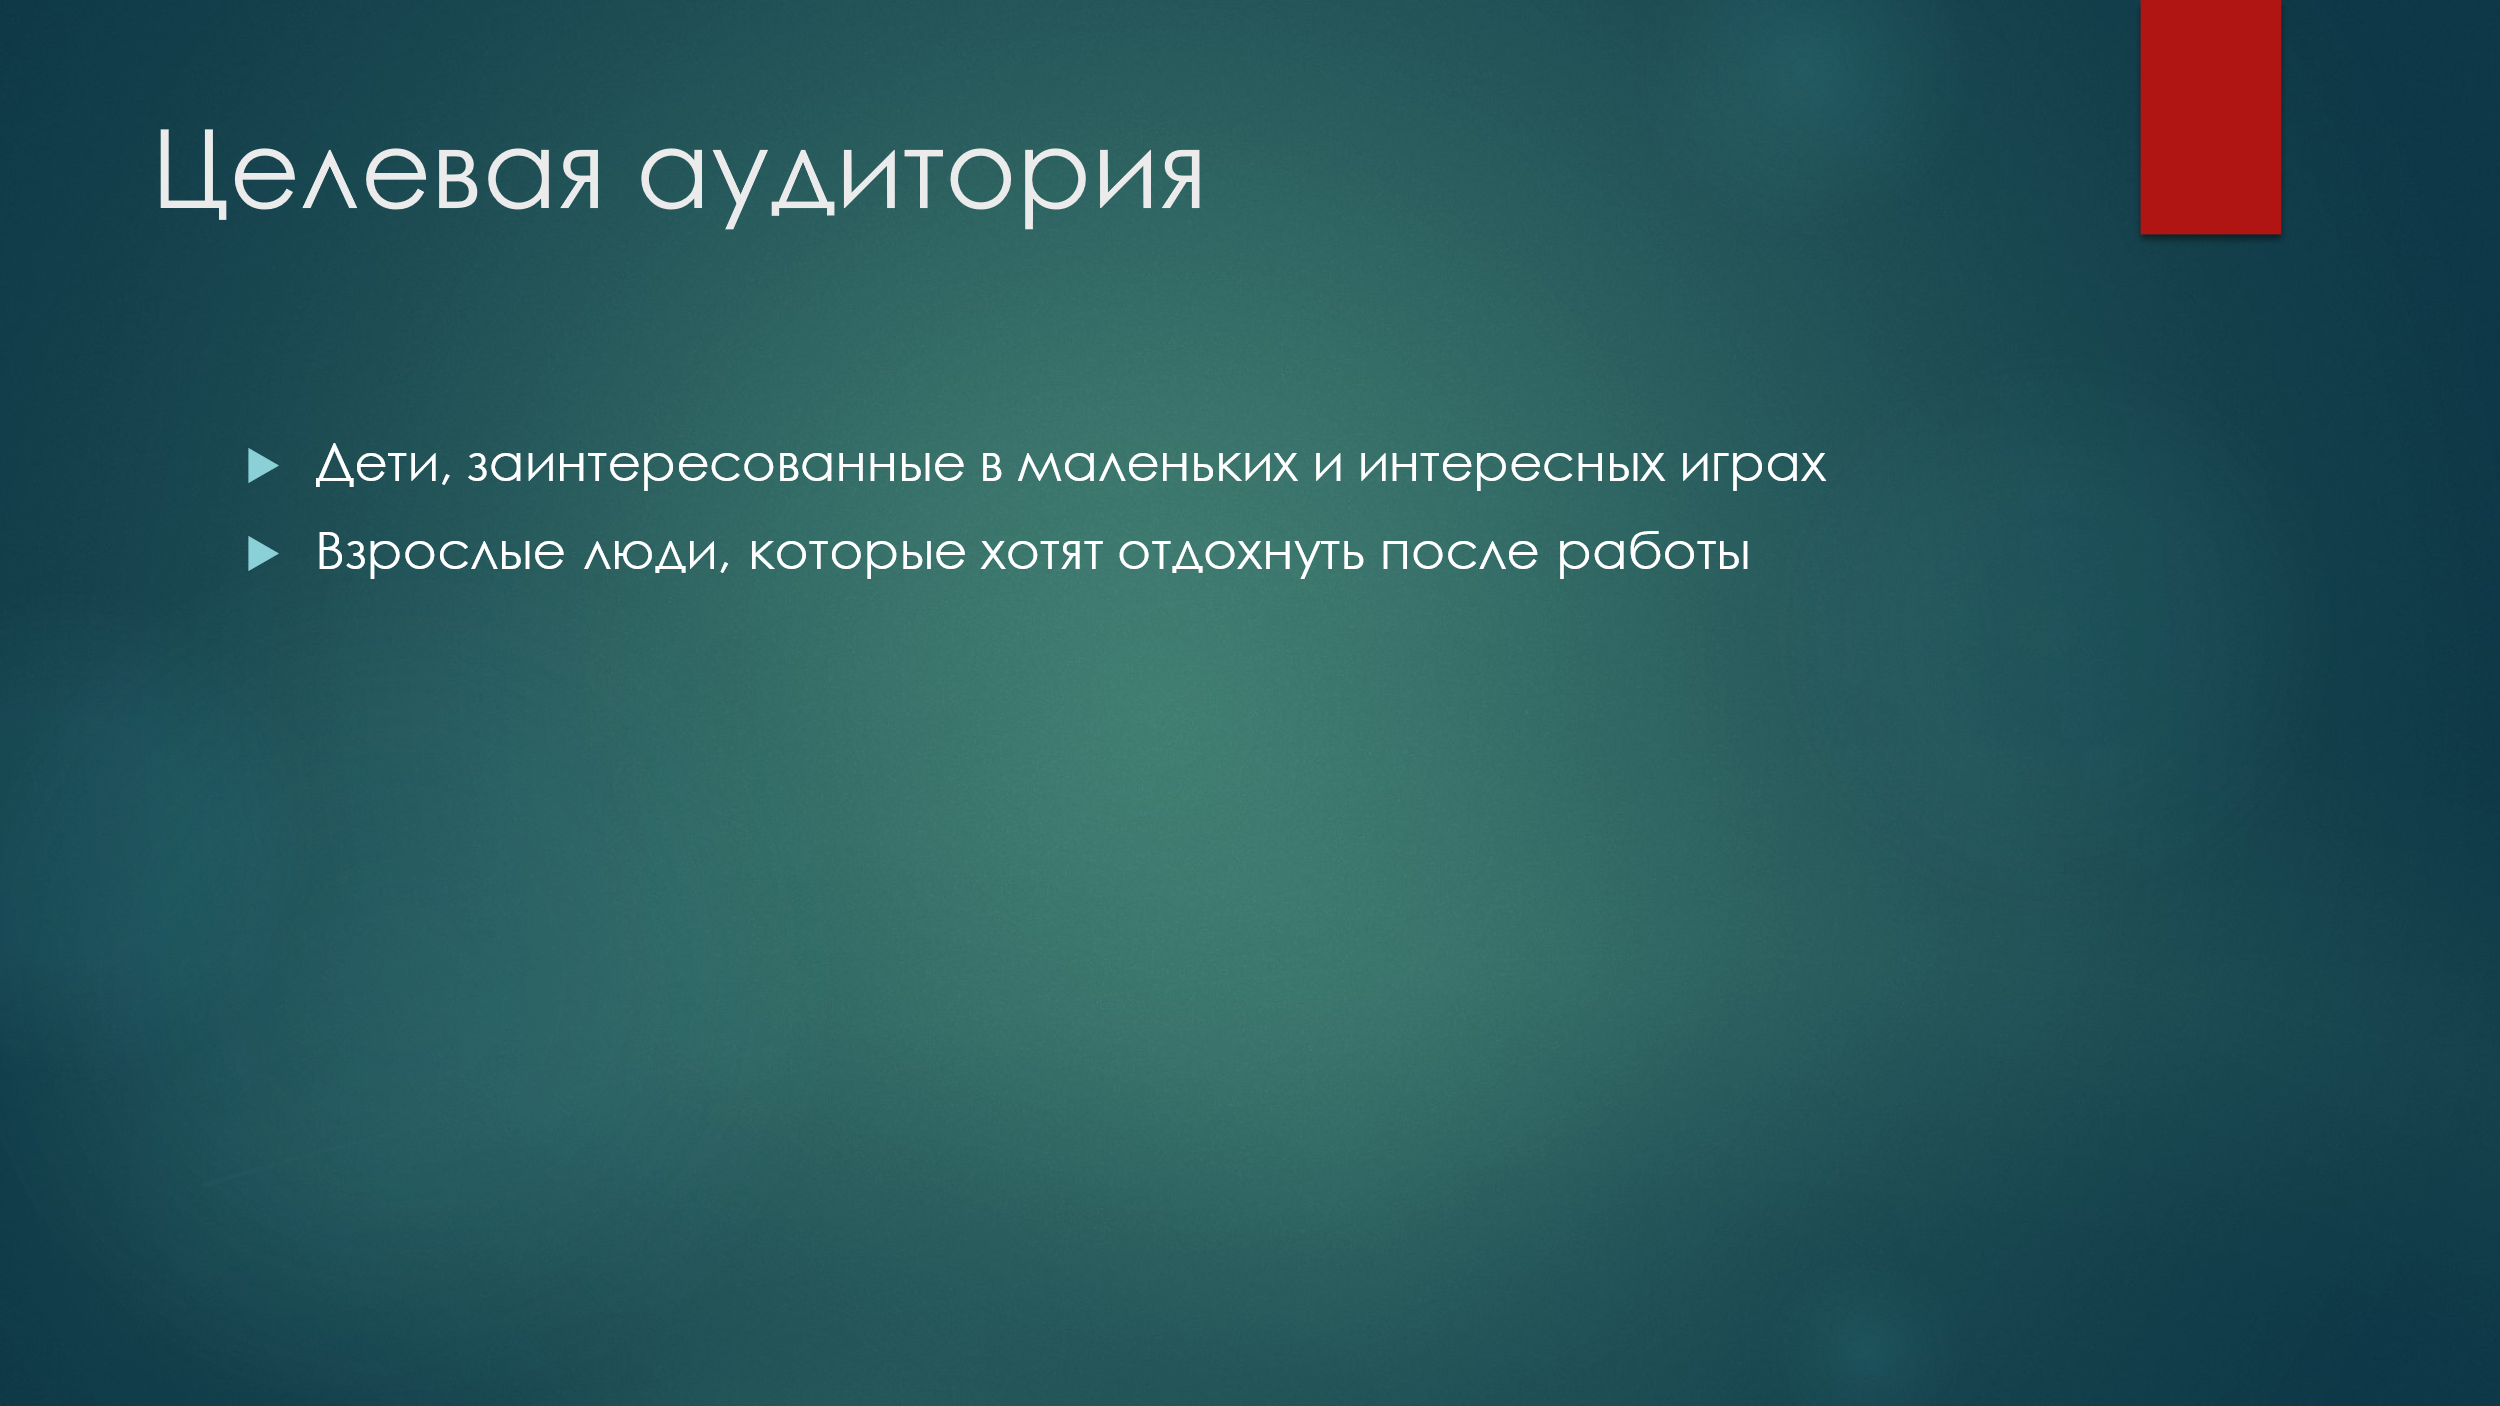 Целевая аудитория
Дети, заинтересованные в маленьких и интересных играх
Взрослые люди, которые хотят отдохнуть после работы